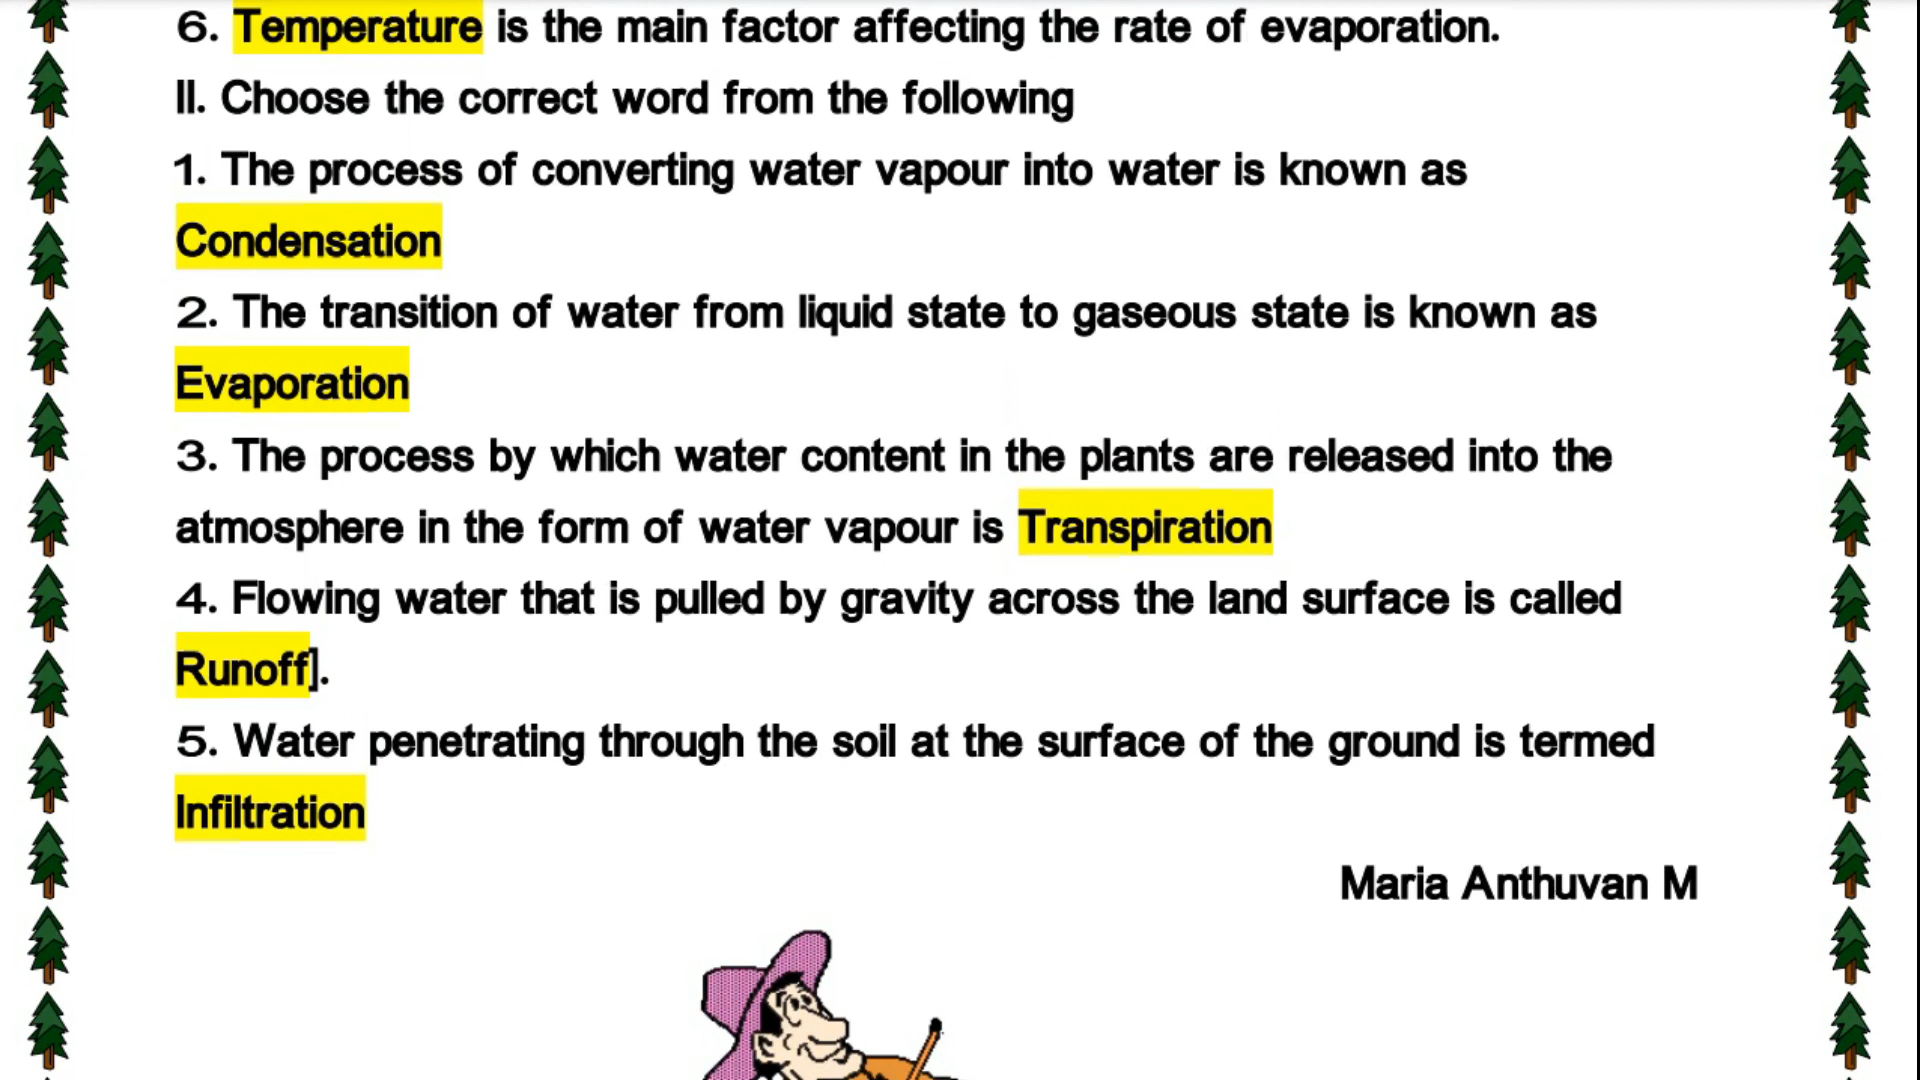 6. Temperature is the main factor affecting the rate of evaporation.
II. Choose the correct word from the following
1. The process of converting water vapour into water is known as
Condensation
2. The transition of water from liquid state to gaseous state is known as
Evaporation
3. The process by which water content in the plants are released into the
atmosphere in the form of water vapour is Transpiration
4. Flowing water that is pulled by gravity across the land surface is called
Runoff].
5. Water penetrating through the soil at the surface of the ground is termed
Infiltration
Maria Anthuvan M